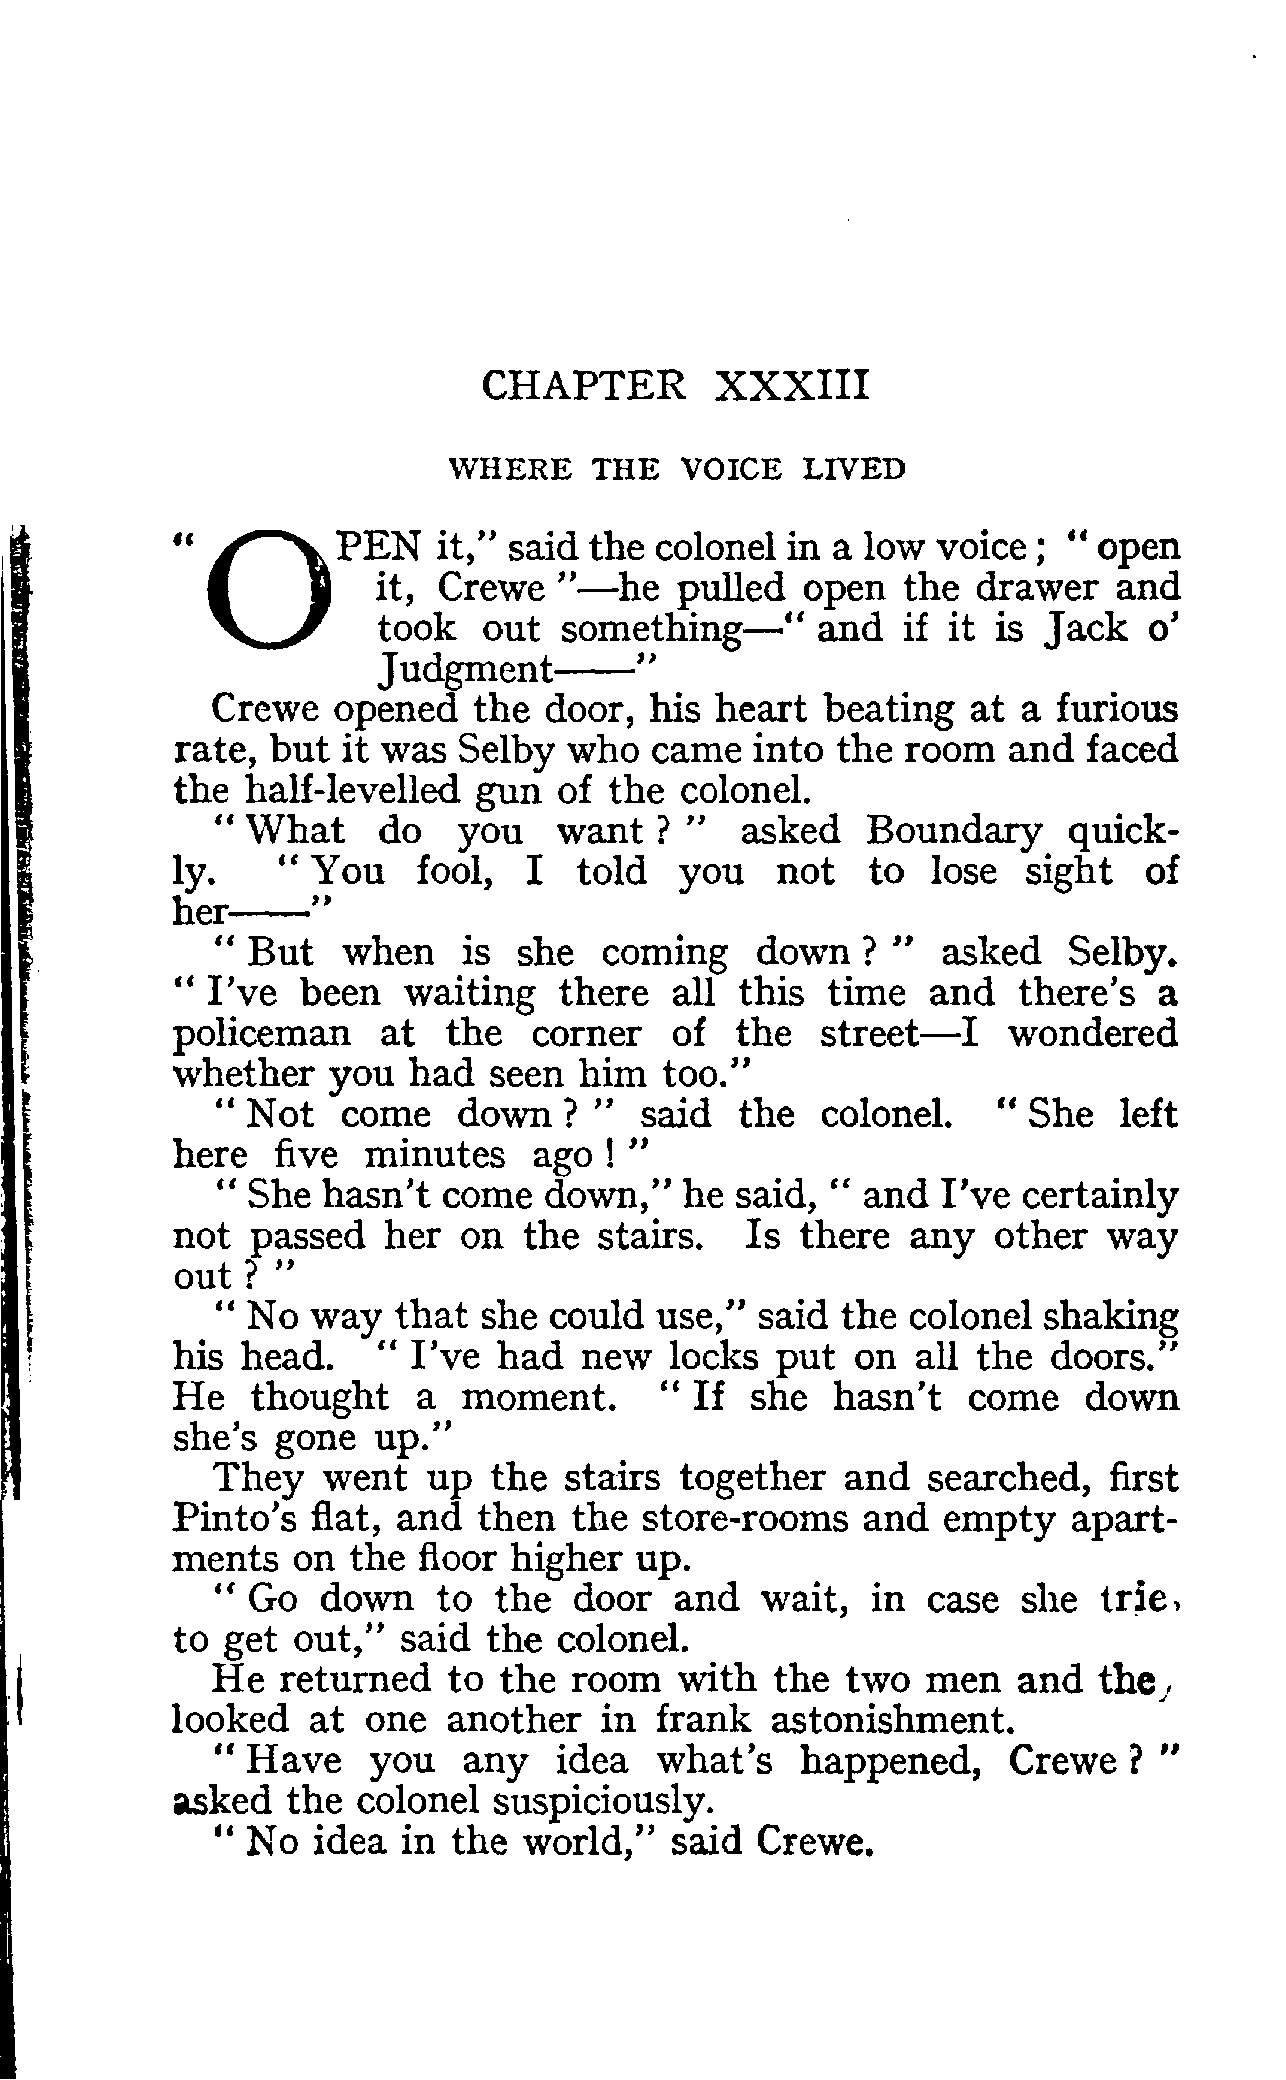 CHAPTER XXXIII
WHERE THE VOICE LIVED
“ OPEN it,” said the colonel in a low voice ; “ open
it, Crewe ”—he pulled open the drawer and
took out something—“ and if it is Jack o’
Judgment——”
Crewe opened the door, his heart beating at a furious
rate, but it was Selby who came into the room and faced
the half-levelled gun of the colonel.
“ What do you want ? ” asked Boundary quick-
ly. “ You fool, I told you not to lose sight of
her——”
“ But when is she coming down ? ” asked Selby.
“ I’ve been waiting there all this time and there’s a
policeman at the corner of the street—I wondered
whether you had seen him too.”
“ Not come down ? ” said the colonel. “ She left
here five minutes ago ! ”
“ She hasn’t come down,” he said, “ and I’ve certainly
not passed her on the stairs. Is there any other way
out ? ”
“ No way that she could use,” said the colonel shaking
his head. “ I’ve had new locks put on all the doors.”
He thought a moment. “ If she hasn’t come down
she’s gone up.”
They went up the stairs together and searched, first
Pinto’s flat, and then the store-rooms and empty apart-
ments on the floor higher up.
“ Go down to the door and wait, in case she trie
to get out,” said the colonel.
He returned to the room with the two men and the
looked at one another in frank astonishment.
“ Have you any idea what’s happened, Crewe ? ”
asked the colonel suspiciously.
“ No idea in the world,” said Crewe.